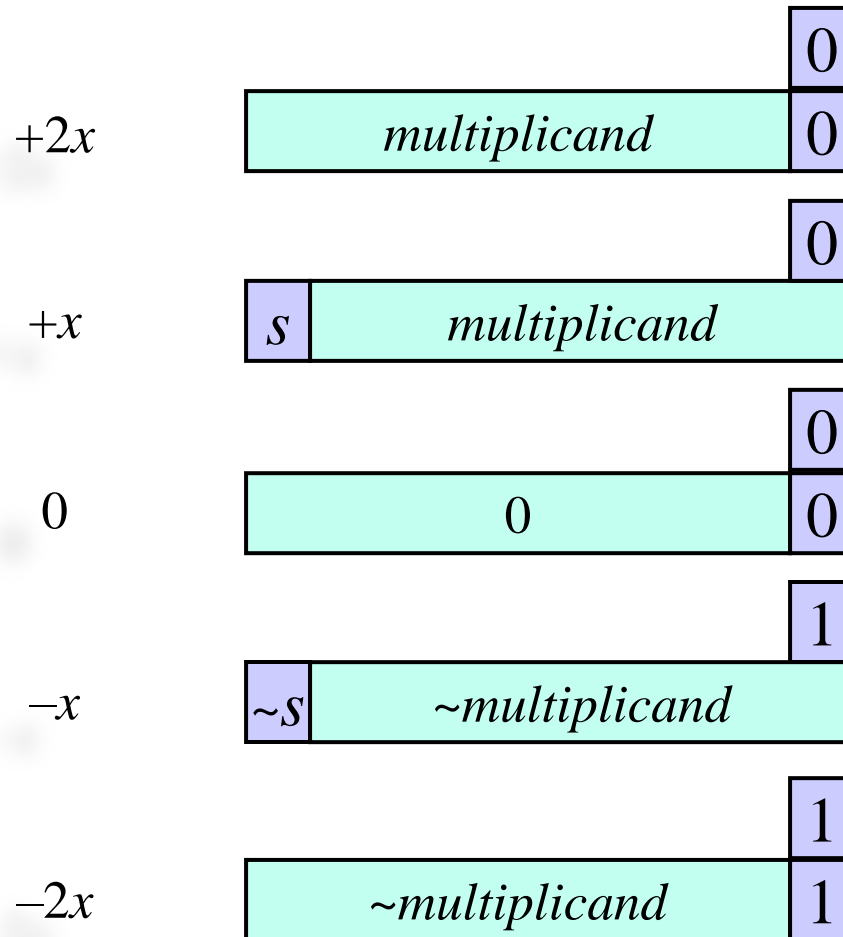 0
+2x multiplicand 0
0
+x s multiplicand
0
0 0 0
1
–x ~s ~multiplicand
1
–2x ~multiplicand 1